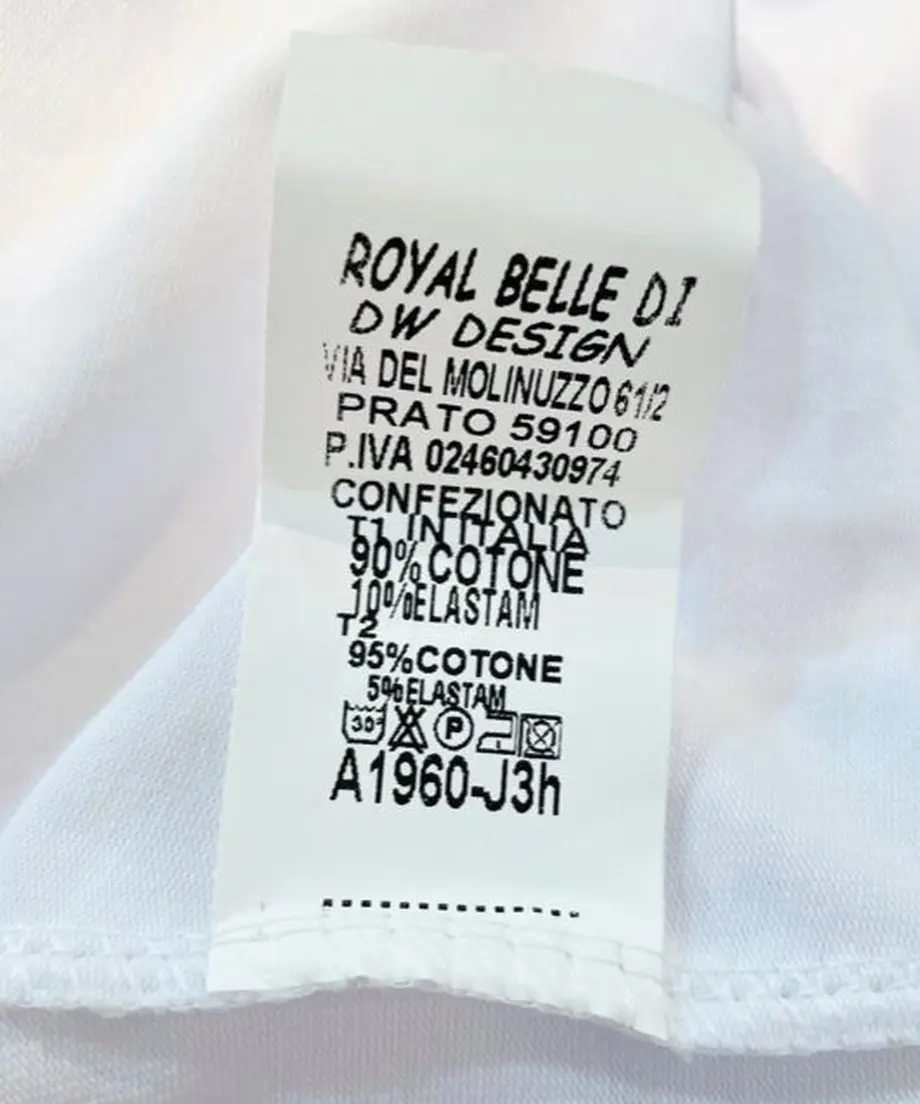 ROYAL BELLE DI
DW DESIGN
VIA DEL MOLINUZZO 61/2
PRATO 59100
P.IVA 02460430974
CONFEZIONATO
T1 IN ITALIA
90%COTONE
10%ELASTAM
T2
95%COTONE
5%ELASTAM
30° P
A1960-J3h